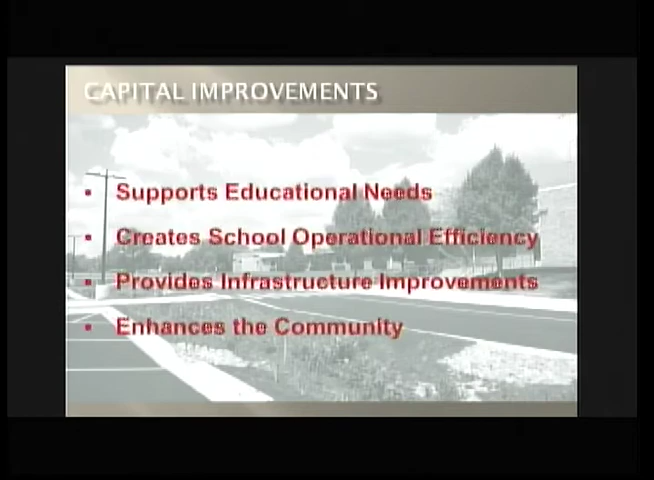 CAPITAL IMPROVEMENTS
▪ Supports Educational Needs
▪ Creates School Operational Efficiency
▪ Provides Infrastructure Improvements
▪ Enhances the Community